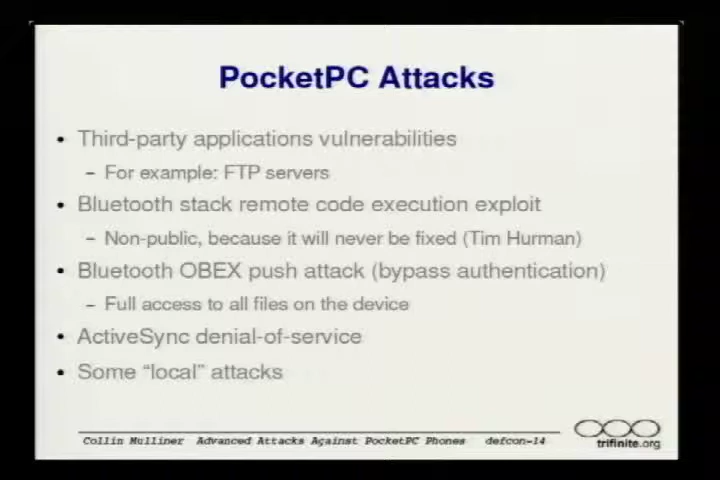 PocketPC Attacks
• Third-party applications vulnerabilities
– For example: FTP servers
• Bluetooth stack remote code execution exploit
– Non-public, because it will never be fixed (Tim Hurman)
• Bluetooth OBEX push attack (bypass authentication)
– Full access to all files on the device
• ActiveSync denial-of-service
• Some “local” attacks
Collin Mulliner Advanced Attacks Against PocketPC Phones defcon-14
trifinite.org